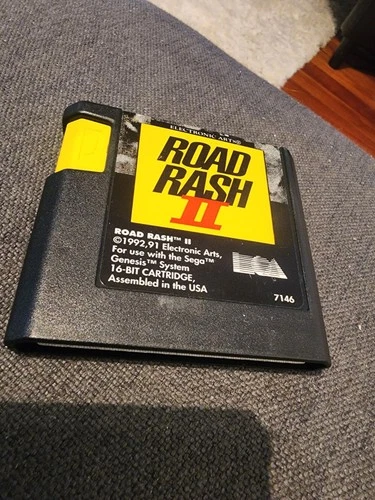 ELECTRONIC ARTS®
ROAD
RASH
II
ROAD RASH™ II
©1992,91 Electronic Arts,
For use with the Sega™
Genesis™ System
16-BIT CARTRIDGE,
Assembled in the USA
EA
7146